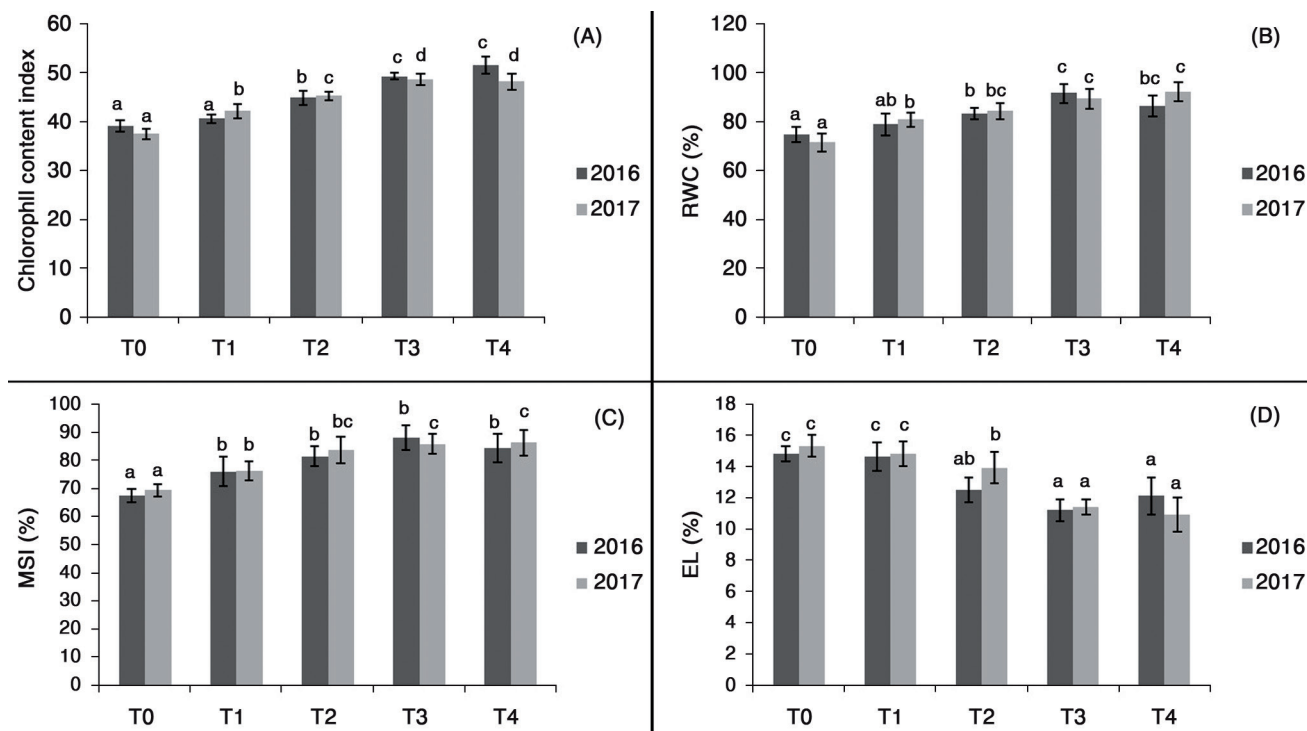 (A)
Chlorophll content index
60
50
40
30
20
10
0
a a a b b c c d c d
T0 T1 T2 T3 T4
2016
2017
(B)
RWC (%)
120
100
80
60
40
20
0
a a ab b b bc c c bc c
T0 T1 T2 T3 T4
2016
2017
(C)
MSI (%)
100
90
80
70
60
50
40
30
20
10
0
a a b b b bc b c b c
T0 T1 T2 T3 T4
2016
2017
(D)
EL (%)
18
16
14
12
10
8
6
4
2
0
c c c c ab b a a a a
T0 T1 T2 T3 T4
2016
2017